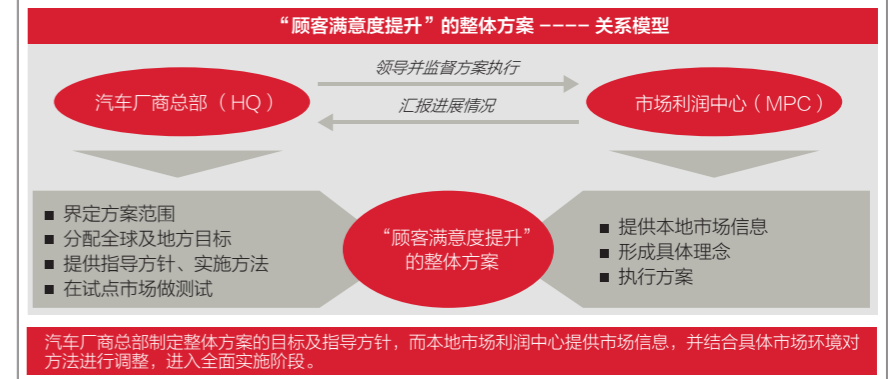 “顾客满意度提升”的整体方案 –––– 关系模型
领导并监督方案执行
汽车厂商总部（HQ）
汇报进展情况
市场利润中心（MPC）
■ 界定方案范围
■ 分配全球及地方目标
■ 提供指导方针、实施方法
■ 在试点市场做测试
“顾客满意度提升”
的整体方案
■ 提供本地市场信息
■ 形成具体理念
■ 执行方案
汽车厂商总部制定整体方案的目标及指导方针，而本地市场利润中心提供市场信息，并结合具体市场环境对
方法进行调整，进入全面实施阶段。